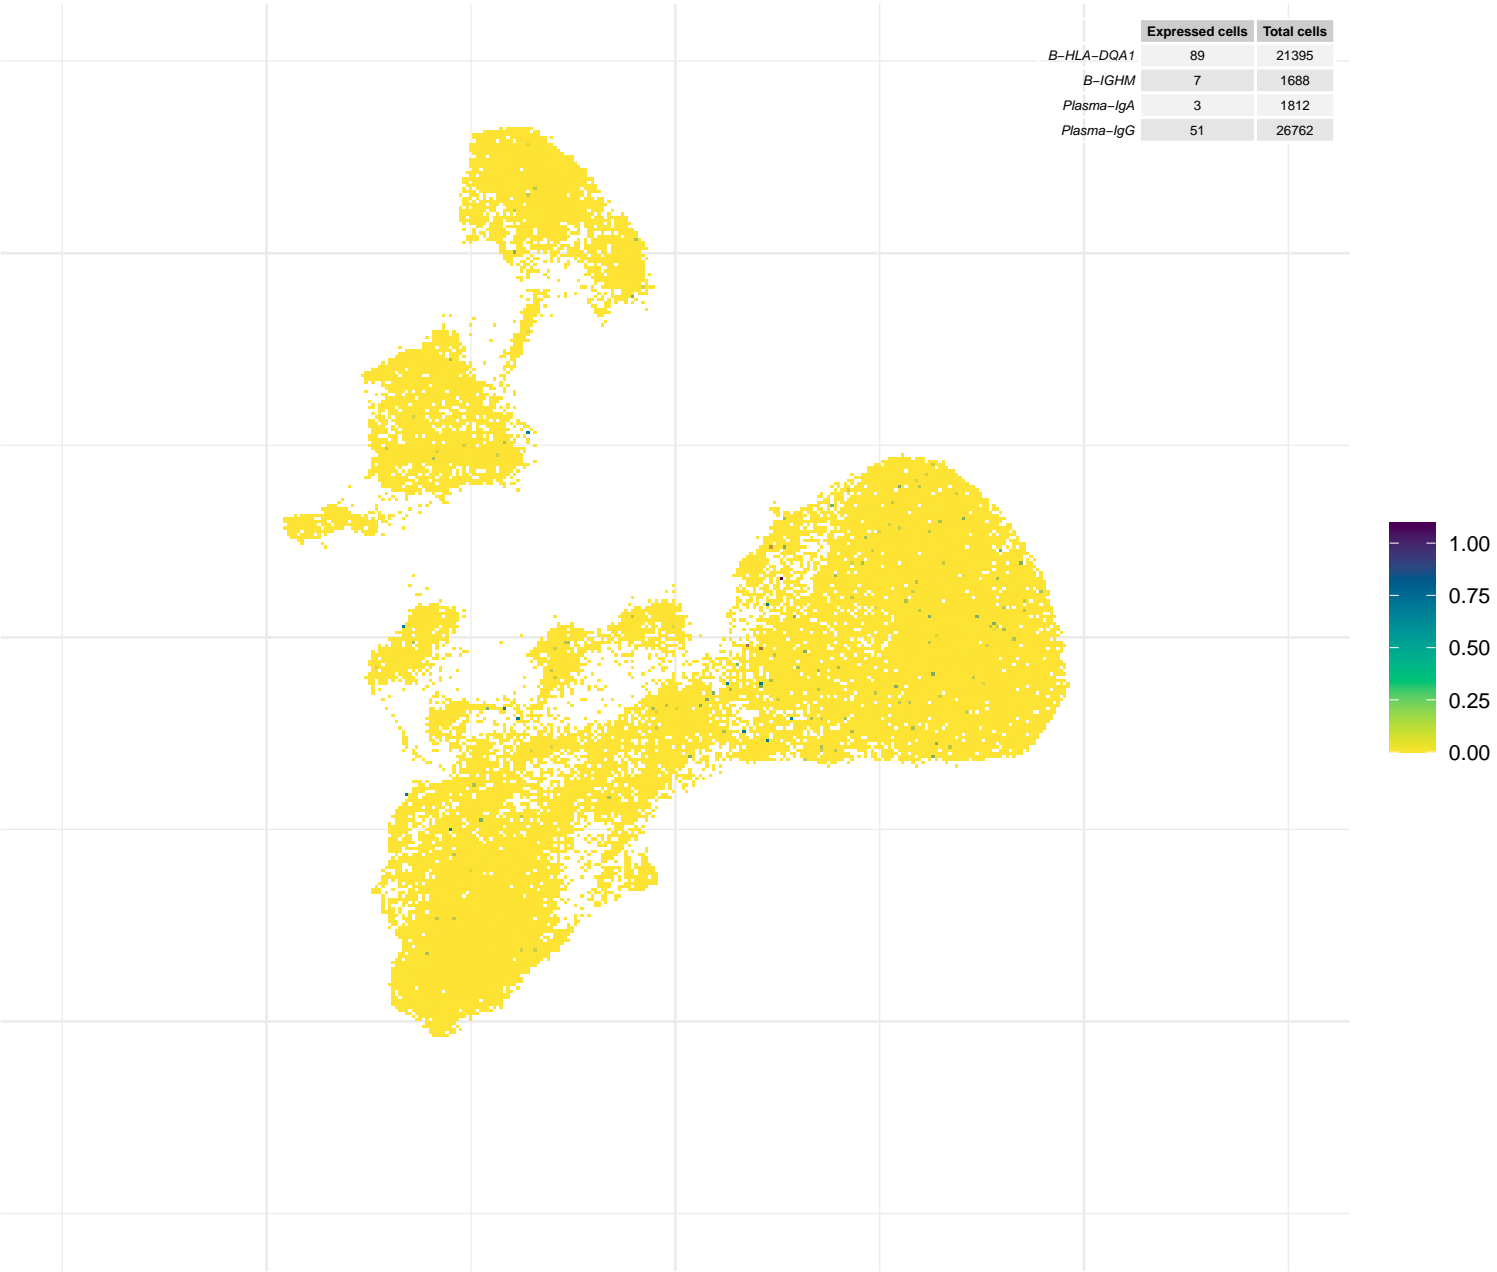 Expressed cells Total cells
B−HLA−DQA1 89 21395
B−IGHM 7 1688
Plasma−IgA 3 1812
Plasma−IgG 51 26762
1.00
0.75
0.50
0.25
0.00